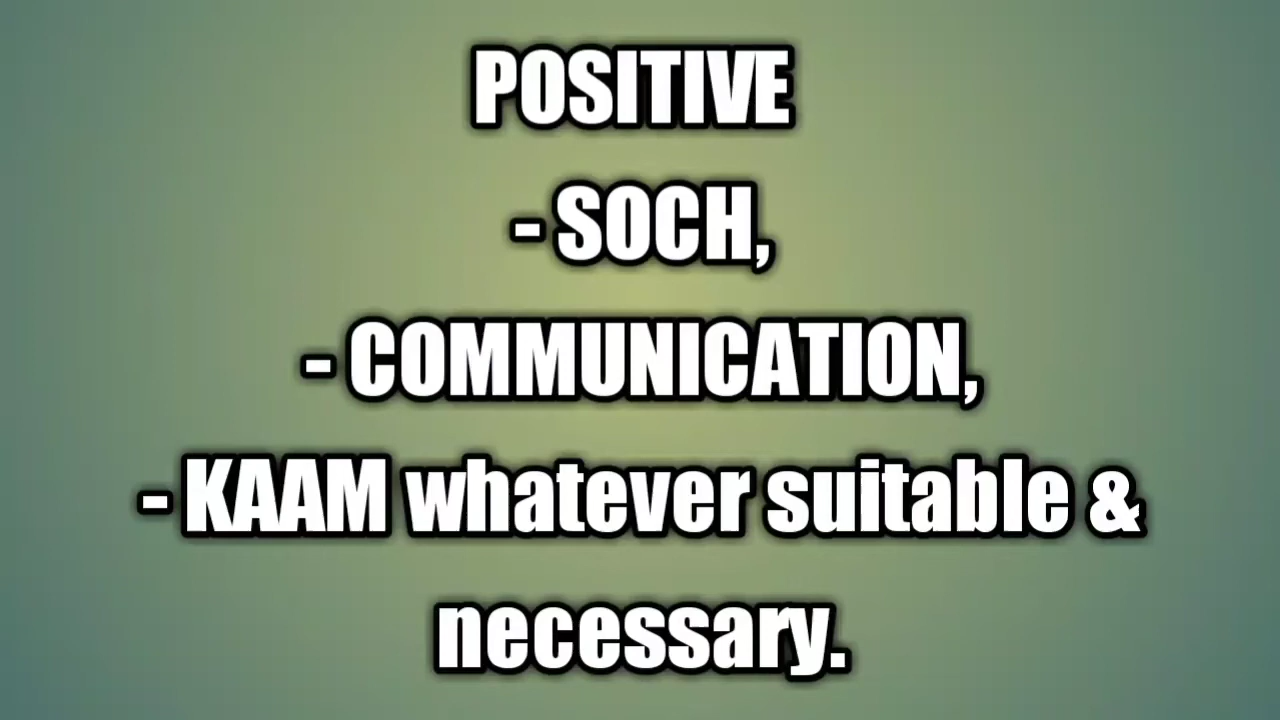 POSITIVE
- SOCH,
- COMMUNICATION,
- KAAM whatever suitable &
necessary.